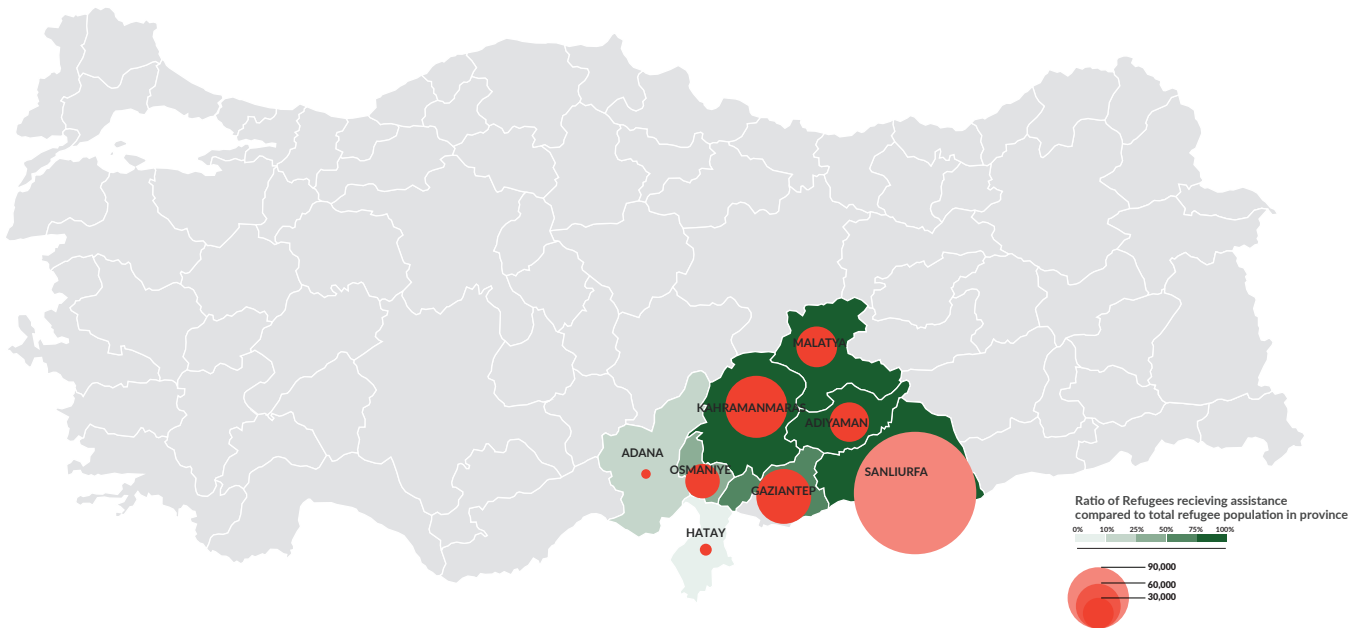 MALATYA
KAHRAMANMARAS
ADIYAMAN
ADANA
OSMANIYE
SANLIURFA
GAZIANTEP
HATAY
Ratio of Refugees recieving assistance
compared to total refugee population in province
0% 10% 25% 50% 75% 100%
90,000
60,000
30,000